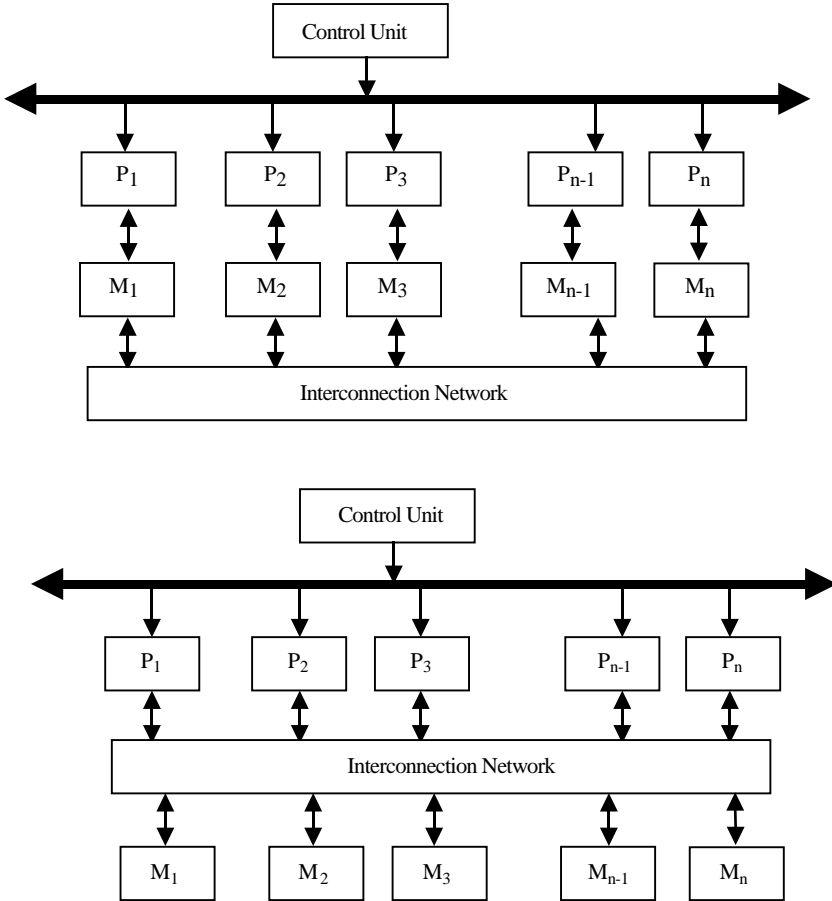 Control Unit
P1 P2 P3 Pn-1 Pn
M1 M2 M3 Mn-1 Mn
Interconnection Network
Control Unit
P1 P2 P3 Pn-1 Pn
Interconnection Network
M1 M2 M3 Mn-1 Mn